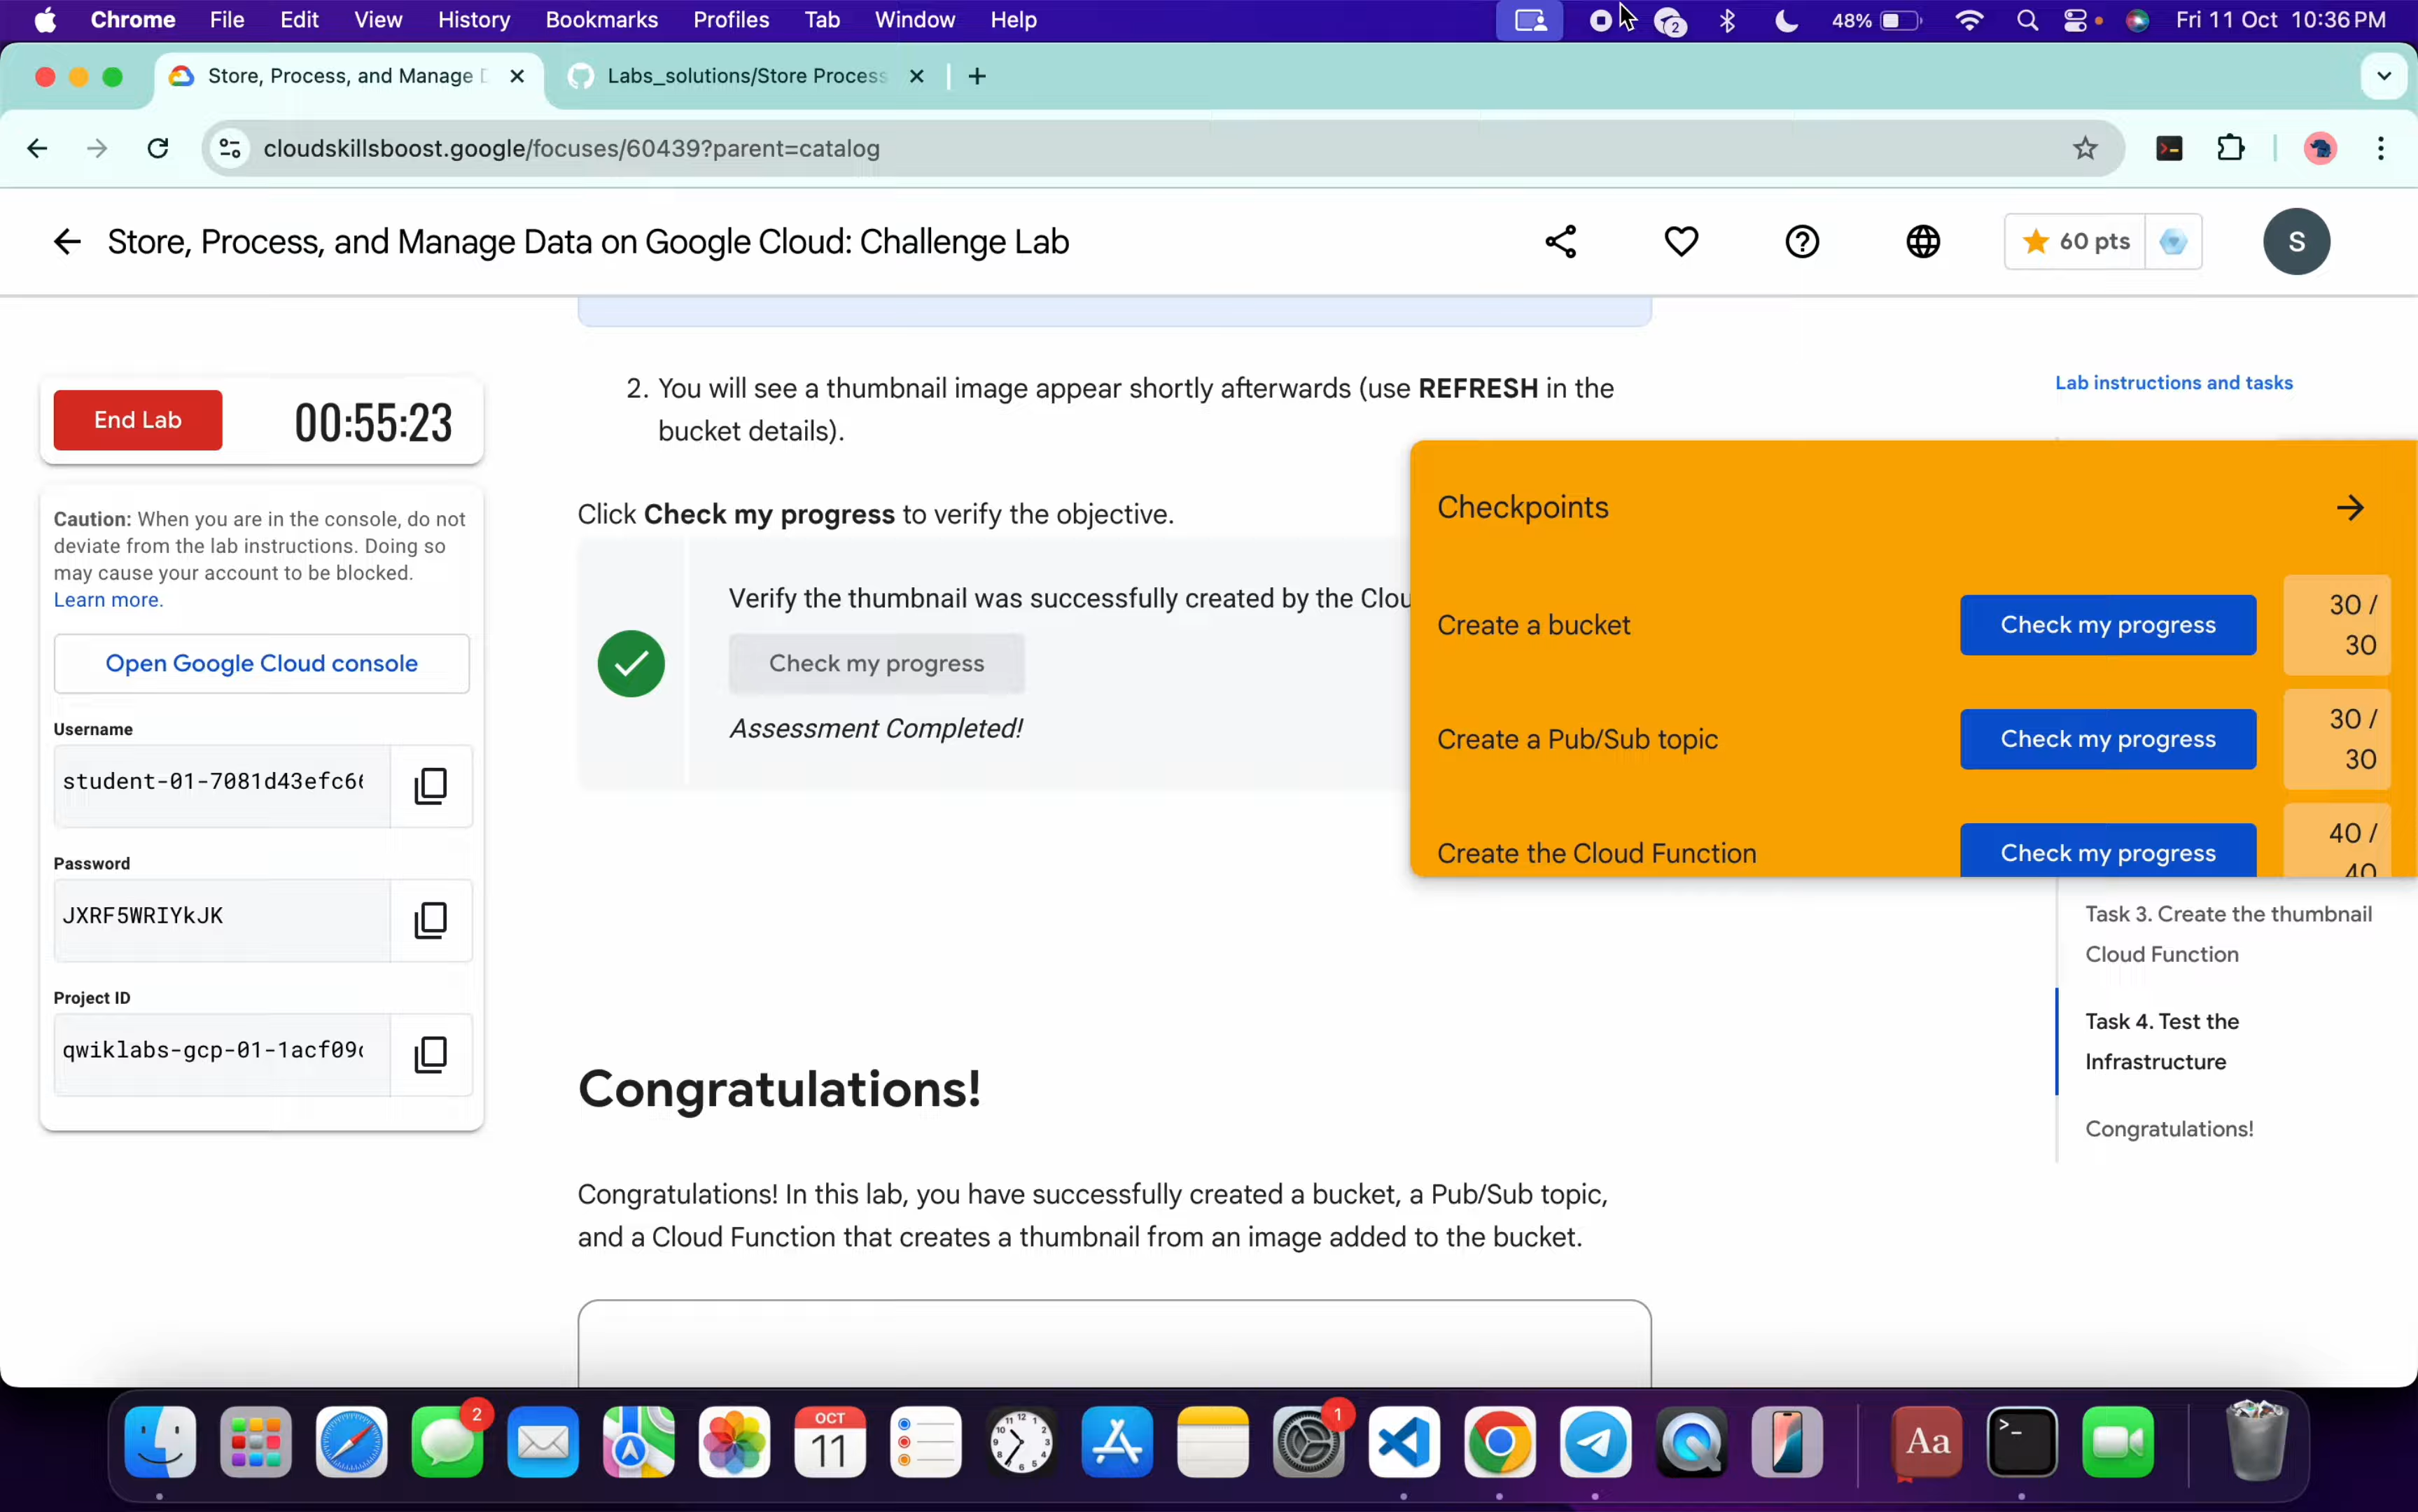 Chrome File Edit View History Bookmarks Profiles Tab Window Help
2 48% Fri 11 Oct 10:36 PM
Store, Process, and Manage
Labs_solutions/Store Process
cloudskillsboost.google/focuses/60439?parent=catalog
Store, Process, and Manage Data on Google Cloud: Challenge Lab
60 pts
S
End Lab
00:55:23
Caution: When you are in the console, do not
deviate from the lab instructions. Doing so
may cause your account to be blocked.
Learn more.
Open Google Cloud console
Username
student-01-7081d43efc6
Password
JXRF5WRIYkJK
Project ID
qwiklabs-gcp-01-1acf09
2. You will see a thumbnail image appear shortly afterwards (use REFRESH in the
bucket details).
Click Check my progress to verify the objective.
Verify the thumbnail was successfully created by the Clou
Check my progress
Assessment Completed!
Congratulations!
Congratulations! In this lab, you have successfully created a bucket, a Pub/Sub topic,
and a Cloud Function that creates a thumbnail from an image added to the bucket.
Lab instructions and tasks
Checkpoints
Create a bucket
Check my progress
30 /
30
Create a Pub/Sub topic
Check my progress
30 /
30
Create the Cloud Function
Check my progress
40 /
40
Task 3. Create the thumbnail
Cloud Function
Task 4. Test the
Infrastructure
Congratulations!
2
OCT
11
1
Aa